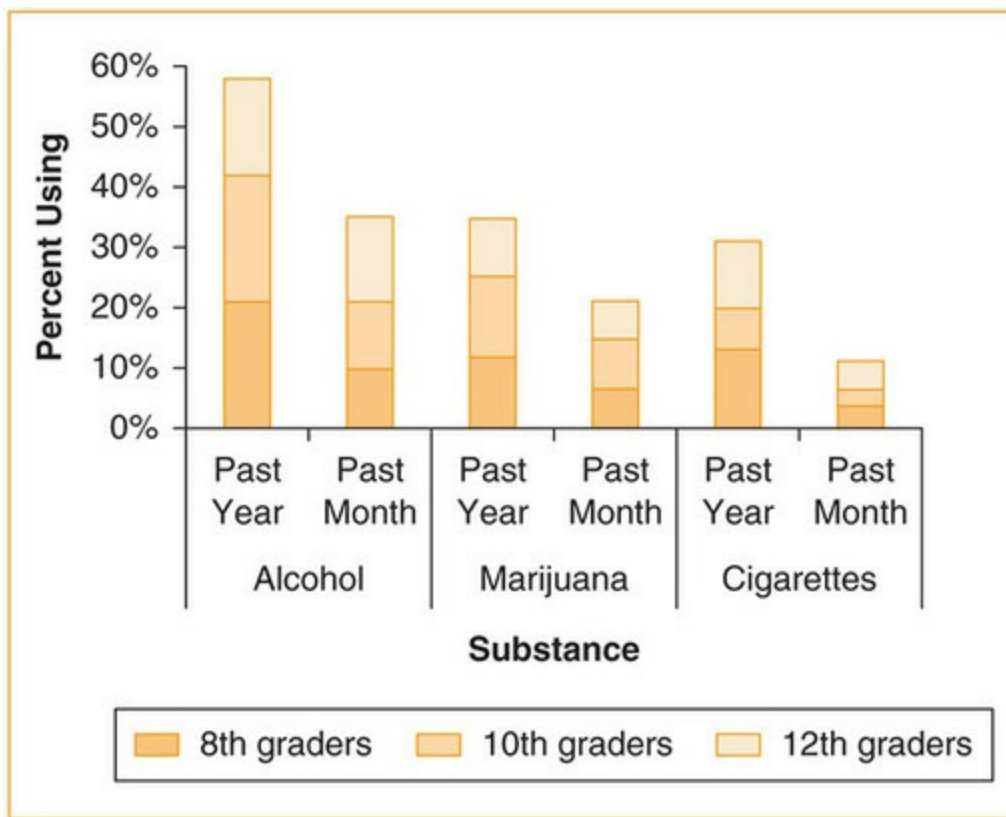 60%
50%
40%
30%
20%
10%
0%
Percent Using
Past Year
Past Month
Past Year
Past Month
Past Year
Past Month
Alcohol
Marijuana
Cigarettes
Substance
8th graders
10th graders
12th graders